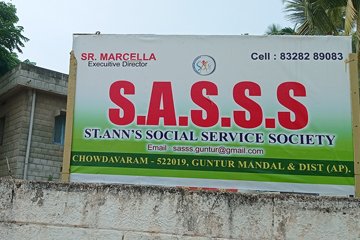 SR. MARCELLA
Executive Director
Cell : 83282 89083
S.A.S.S.S
ST.ANN'S SOCIAL SERVICE SOCIETY
Email : sasss.guntur@gmail.com
CHOWDAVARAM - 522019, GUNTUR MANDAL & DIST (AP).